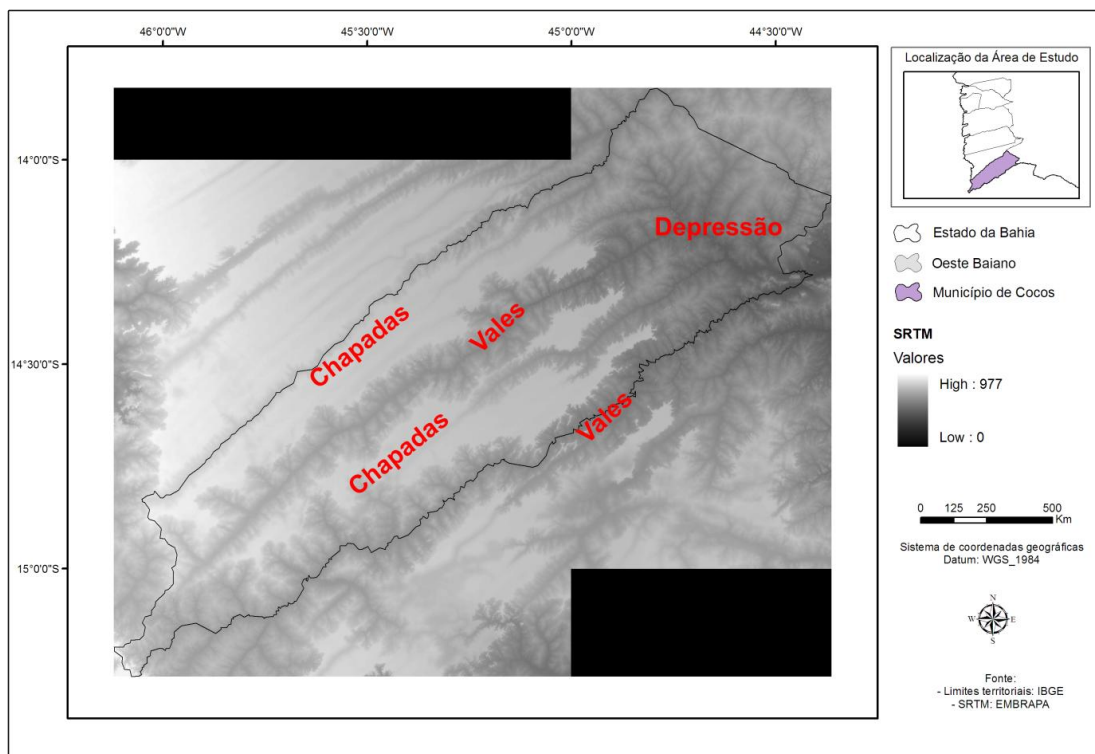 46°0'0"W 45°30'0"W 45°0'0"W 44°30'0"W
14°0'0"S
14°30'0"S
15°0'0"S
Depressão
Chapadas
Vales
Chapadas
Vales
Localização da Área de Estudo
Estado da Bahia
Oeste Baiano
Município de Cocos
SRTM
Valores
High : 977
Low : 0
0 125 250 500
Km
Sistema de coordenadas geográficas
Datum: WGS_1984
N
W E
S
Fonte:
- Limites territoriais: IBGE
- SRTM: EMBRAPA